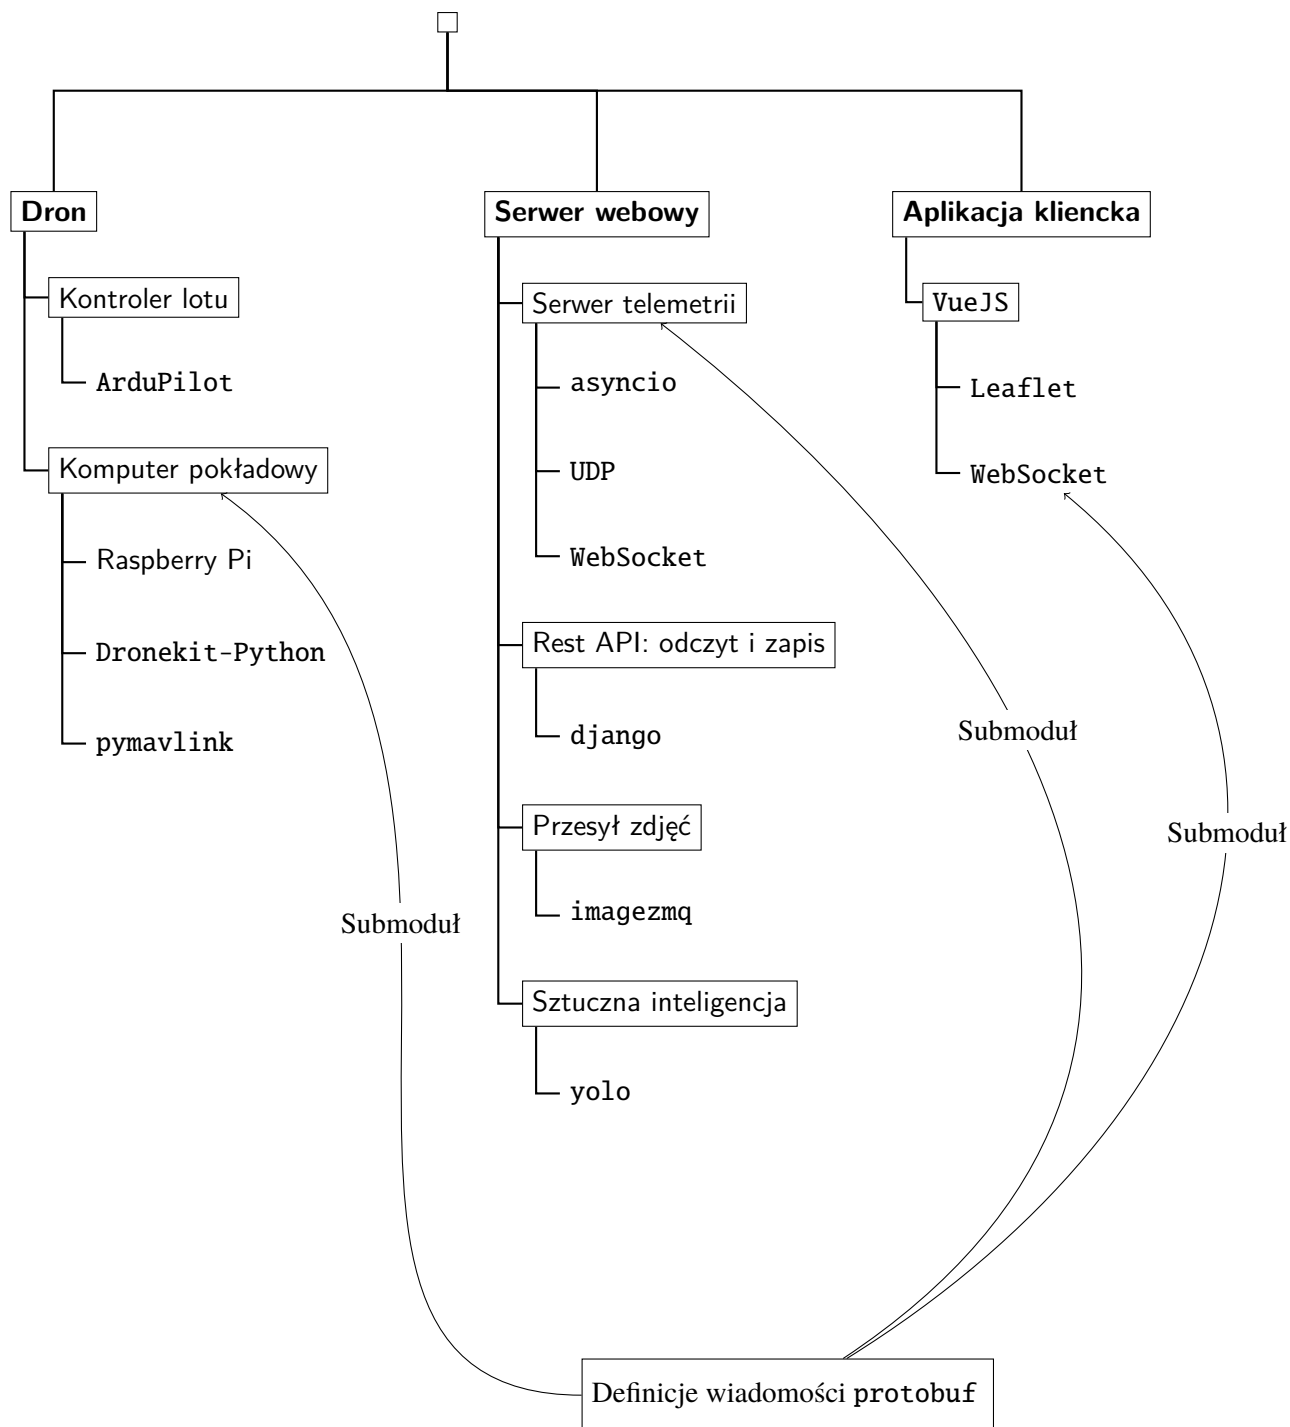 Dron
Kontroler lotu
ArduPilot
Komputer pokładowy
Raspberry Pi
Dronekit-Python
pymavlink
Serwer webowy
Serwer telemetrii
asyncio
UDP
WebSocket
Rest API: odczyt i zapis
django
Przesył zdjęć
imagezmq
Sztuczna inteligencja
yolo
Aplikacja kliencka
VueJS
Leaflet
WebSocket
Submoduł
Submoduł
Submoduł
Definicje wiadomości protobuf